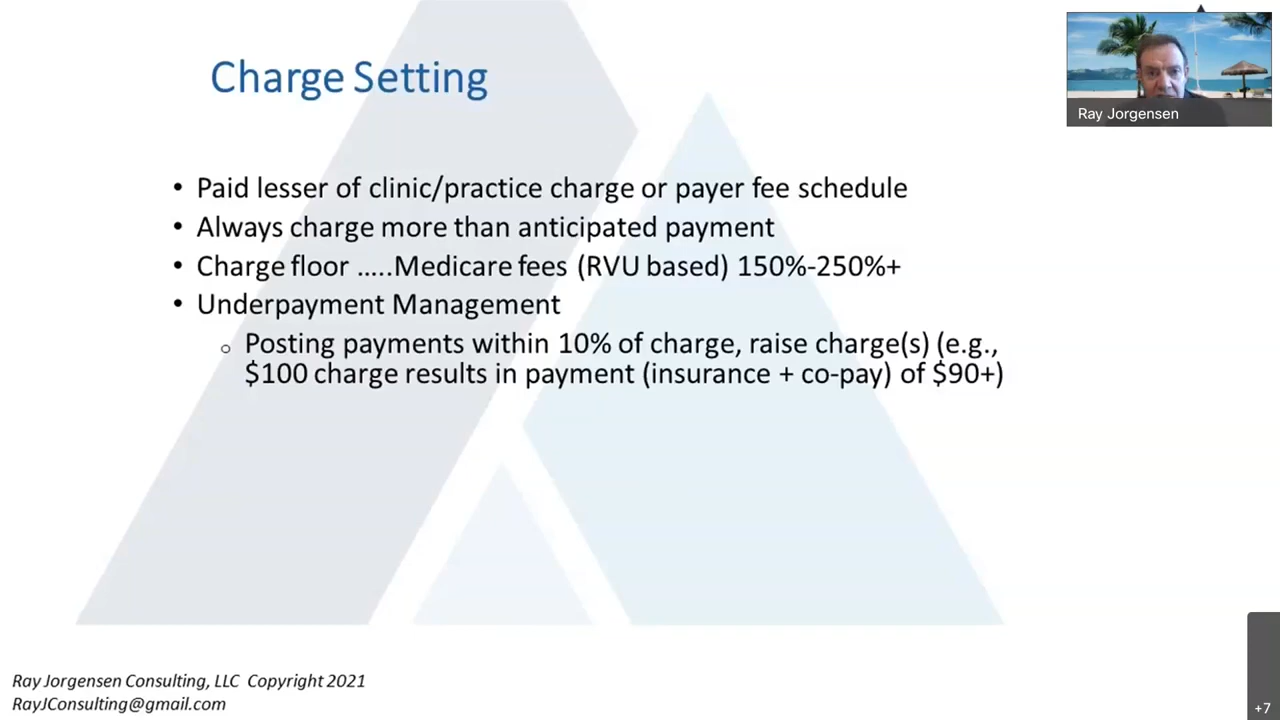 Charge Setting
Ray Jorgensen
• Paid lesser of clinic/practice charge or payer fee schedule
• Always charge more than anticipated payment
• Charge floor .....Medicare fees (RVU based) 150%-250%+
• Underpayment Management
o Posting payments within 10% of charge, raise charge(s) (e.g.,
$100 charge results in payment (insurance + co-pay) of $90+)
Ray Jorgensen Consulting, LLC Copyright 2021
RayJConsulting@gmail.com
+7